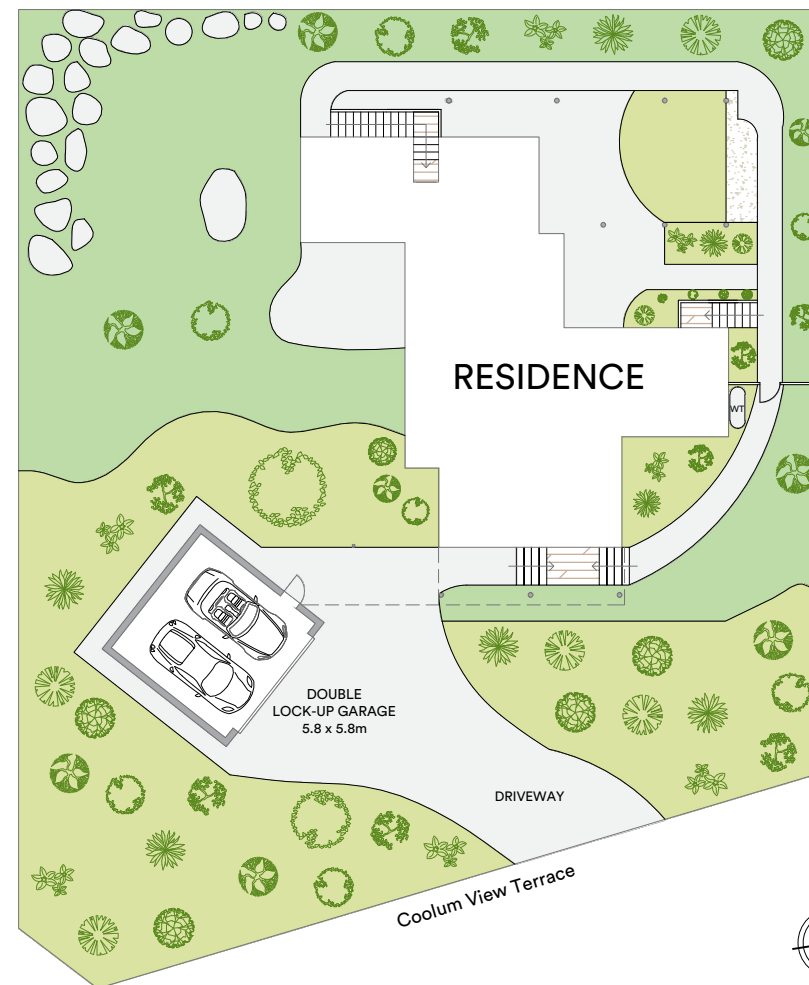 RESIDENCE
WT
DOUBLE
LOCK-UP GARAGE
5.8 x 5.8m
DRIVEWAY
Coolum View Terrace